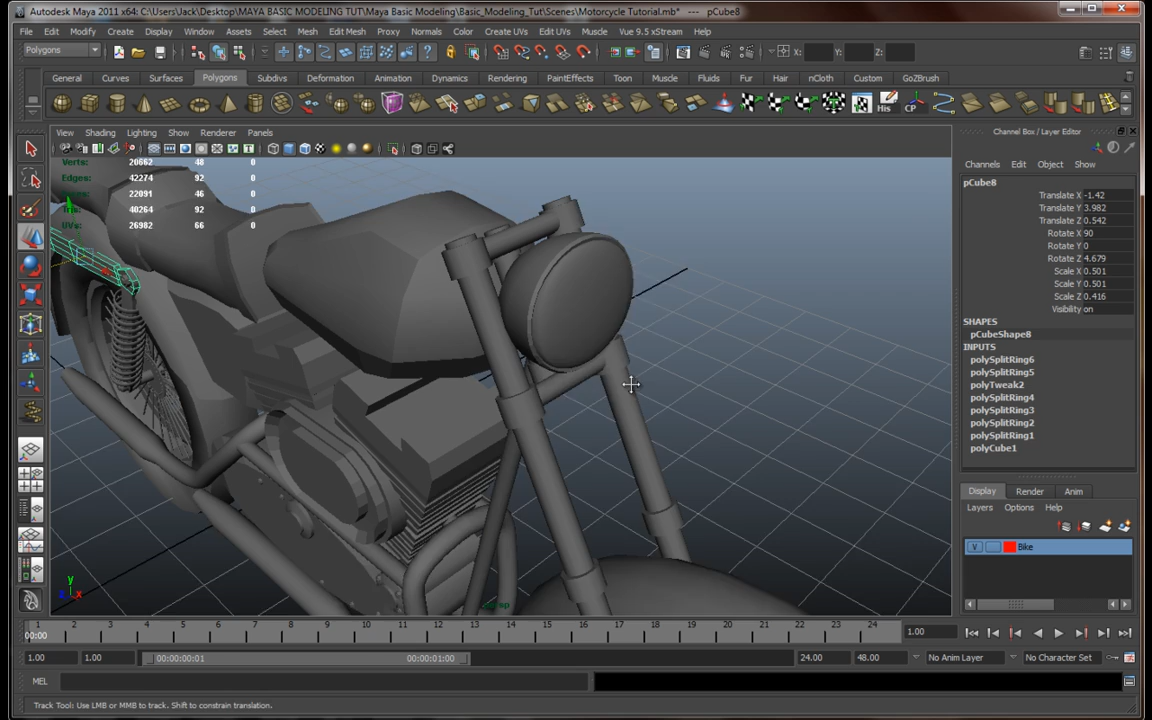 Autodesk Maya 2011 x64: C:\Users\Jack\Desktop\MAYA BASIC MODELING TUT\Maya Basic Modeling\Basic_Modeling_Tut\Scenes\Motorcycle Tutorial.mb* --- pCube8
File Edit Modify Create Display Window Assets Select Mesh Edit Mesh Proxy Normals Color Create UVs Edit UVs Muscle Vue 9.5 xStream Help
Polygons X: Y: Z:
General Curves Surfaces Polygons Subdivs Deformation Animation Dynamics Rendering PaintEffects Toon Muscle Fluids Fur Hair nCloth Custom GoZBrush
His CP
View Shading Lighting Show Renderer Panels
Verts: 20662 48 0
Edges: 42274 92 0
22091 46 0
40264 92 0
UVs: 26982 66 0
y
x
persp
Channel Box / Layer Editor
Channels Edit Object Show
pCube8
Translate X -1.42
Translate Y 3.982
Translate Z 0.542
Rotate X 90
Rotate Y 0
Rotate Z 4.679
Scale X 0.501
Scale Y 0.501
Scale Z 0.416
Visibility on
SHAPES
pCubeShape8
INPUTS
polySplitRing6
polySplitRing5
polyTweak2
polySplitRing4
polySplitRing3
polySplitRing2
polySplitRing1
polyCube1
Display Render Anim
Layers Options Help
V Bike
1 2 3 4 5 6 7 8 9 10 11 12 13 14 15 16 17 18 19 20 21 22 23 24 1.00
00:00
1.00 1.00 00:00:00:01 00:00:01:00 24.00 48.00 No Anim Layer No Character Set
MEL
Track Tool: Use LMB or MMB to track. Shift to constrain translation.